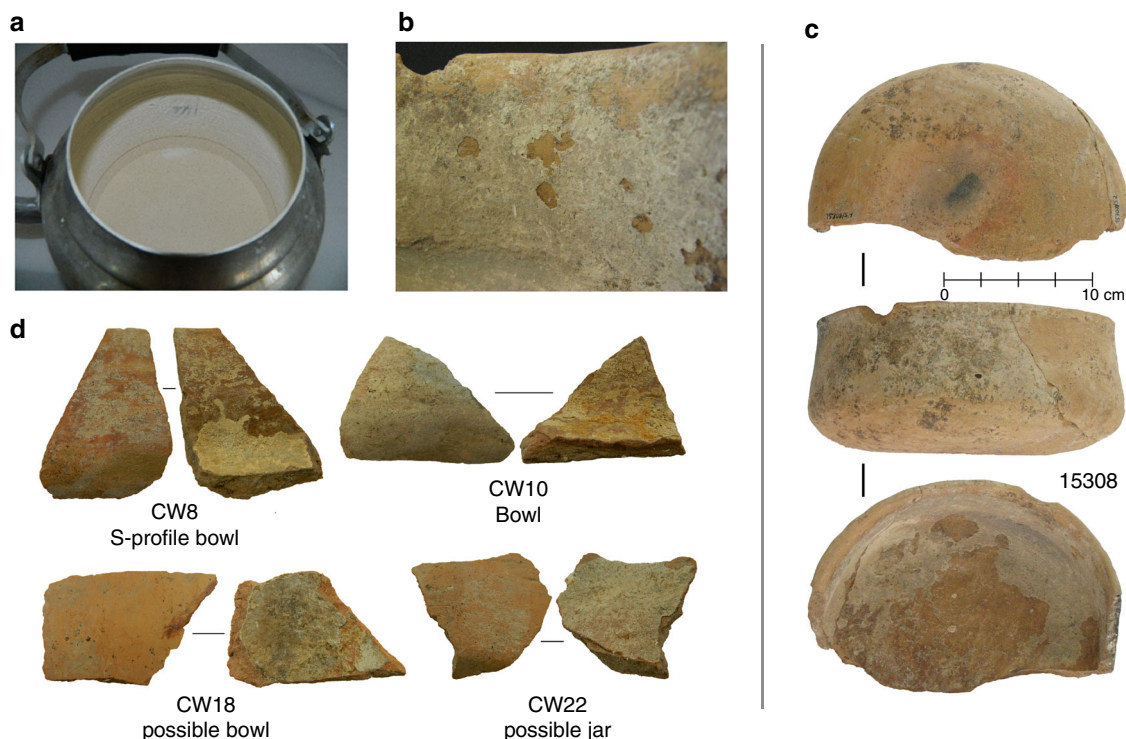 a
b
c
0
10 cm
15308
d
CW8
S-profile bowl
CW10
Bowl
CW18
possible bowl
CW22
possible jar